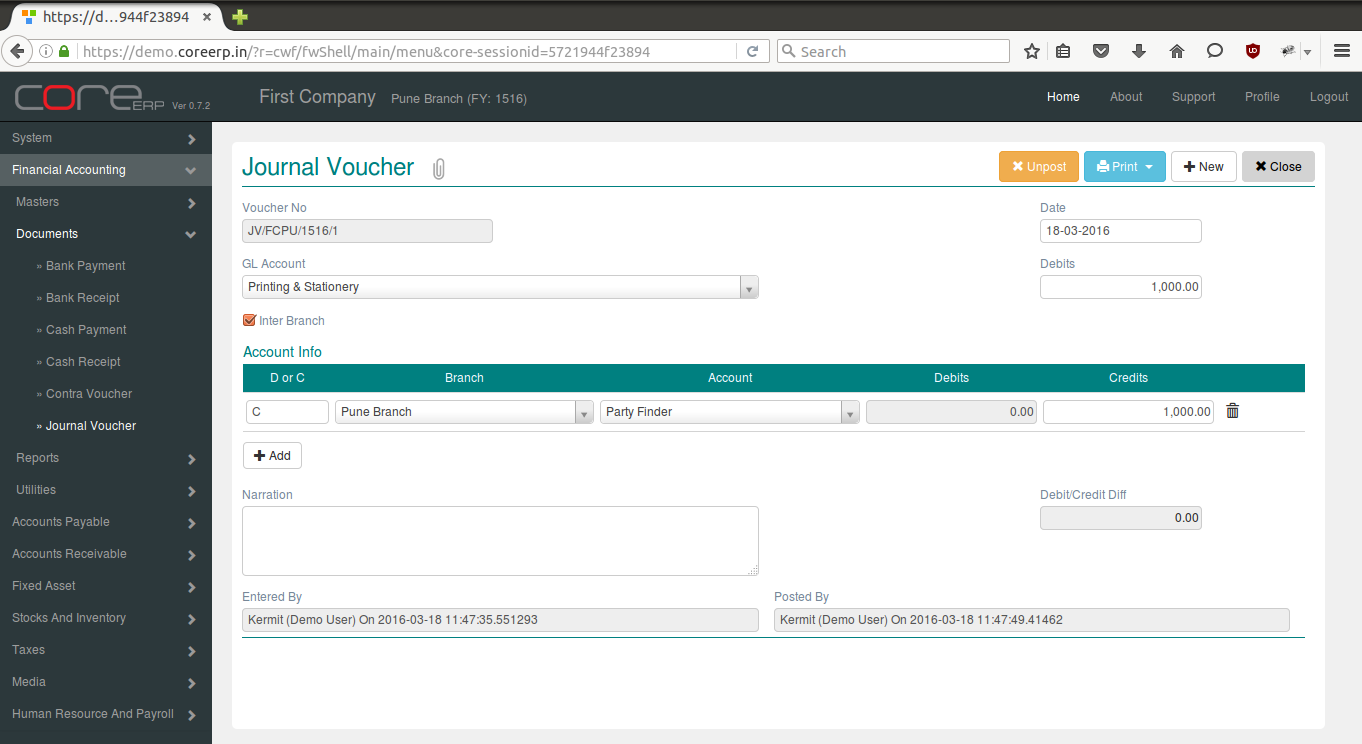 https://d...944f23894
https://demo.coreerp.in/?r=cwf/fwShell/main/menu&core-sessionid=5721944f23894
Search
core ERP Ver 0.7.2
First Company Pune Branch (FY: 1516)
Home About Support Profile Logout
System
Financial Accounting
Masters
Documents
» Bank Payment
» Bank Receipt
» Cash Payment
» Cash Receipt
» Contra Voucher
» Journal Voucher
Reports
Utilities
Accounts Payable
Accounts Receivable
Fixed Asset
Stocks And Inventory
Taxes
Media
Human Resource And Payroll
Journal Voucher
Unpost Print New Close
Voucher No Date
JV/FCPU/1516/1 18-03-2016
GL Account Debits
Printing & Stationery 1,000.00
Inter Branch
Account Info
D or C Branch Account Debits Credits
C Pune Branch Party Finder 0.00 1,000.00
Add
Narration Debit/Credit Diff
0.00
Entered By Posted By
Kermit (Demo User) On 2016-03-18 11:47:35.551293 Kermit (Demo User) On 2016-03-18 11:47:49.41462